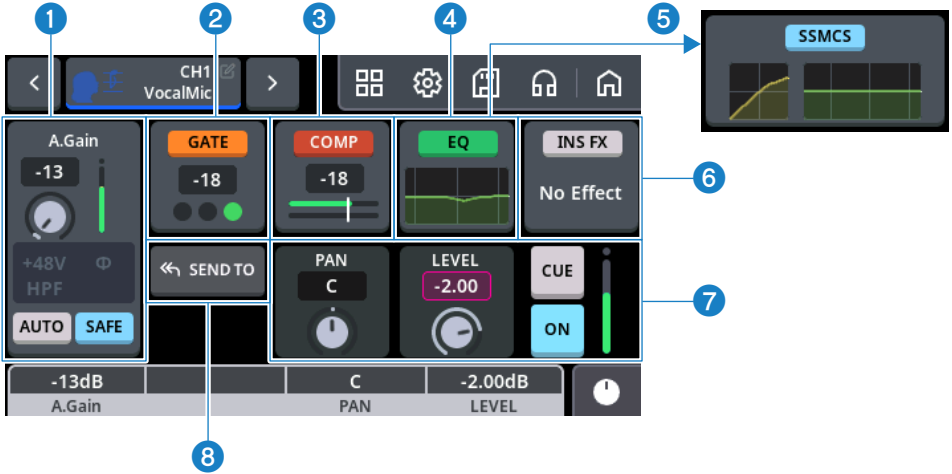 1
2
3
4
5
SSMCS
CH1
VocalMic
A.Gain
-13
+48V Φ
HPF
AUTO SAFE
GATE
-18
COMP
-18
EQ
INS FX
No Effect
6
SEND TO
PAN
C
LEVEL
-2.00
CUE
ON
7
-13dB C -2.00dB
A.Gain PAN LEVEL
8